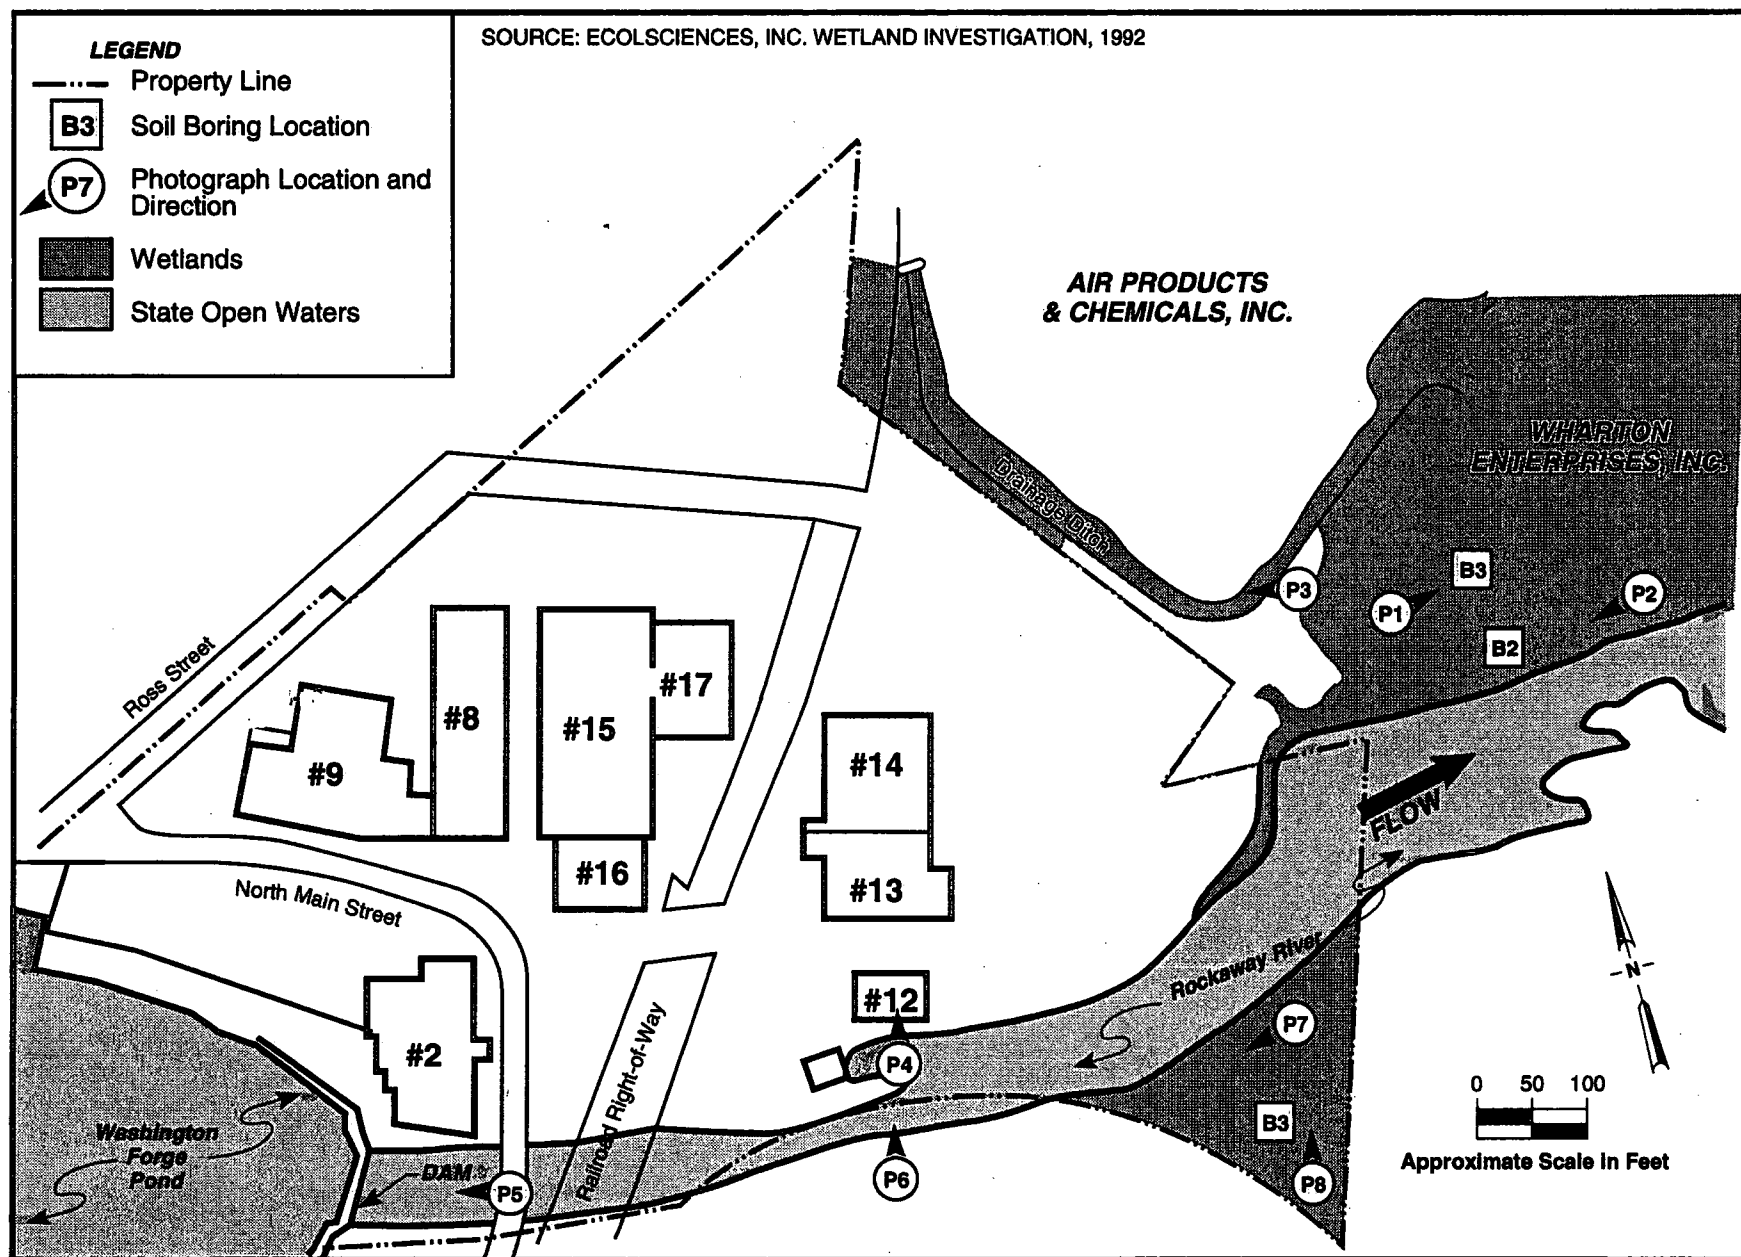 SOURCE: ECOLSCIENCES, INC. WETLAND INVESTIGATION, 1992
LEGEND
Property Line
B3
Soil Boring Location
P7
Photograph Location and
Direction
Wetlands
State Open Waters
AIR PRODUCTS
& CHEMICALS, INC.
WHARTON
ENTERPRISES, INC.
Drainage Ditch
B3
P3
P1
P2
B2
Ross Street
#8
#15
#17
#9
#14
#16
#13
FLOW
North Main Street
Rockaway River
N
#12
#2
P4
P7
Railroad Right-of-Way
0 50 100
Approximate Scale in Feet
Washington
Forge
Pond
DAM
B3
P5
P6
P8